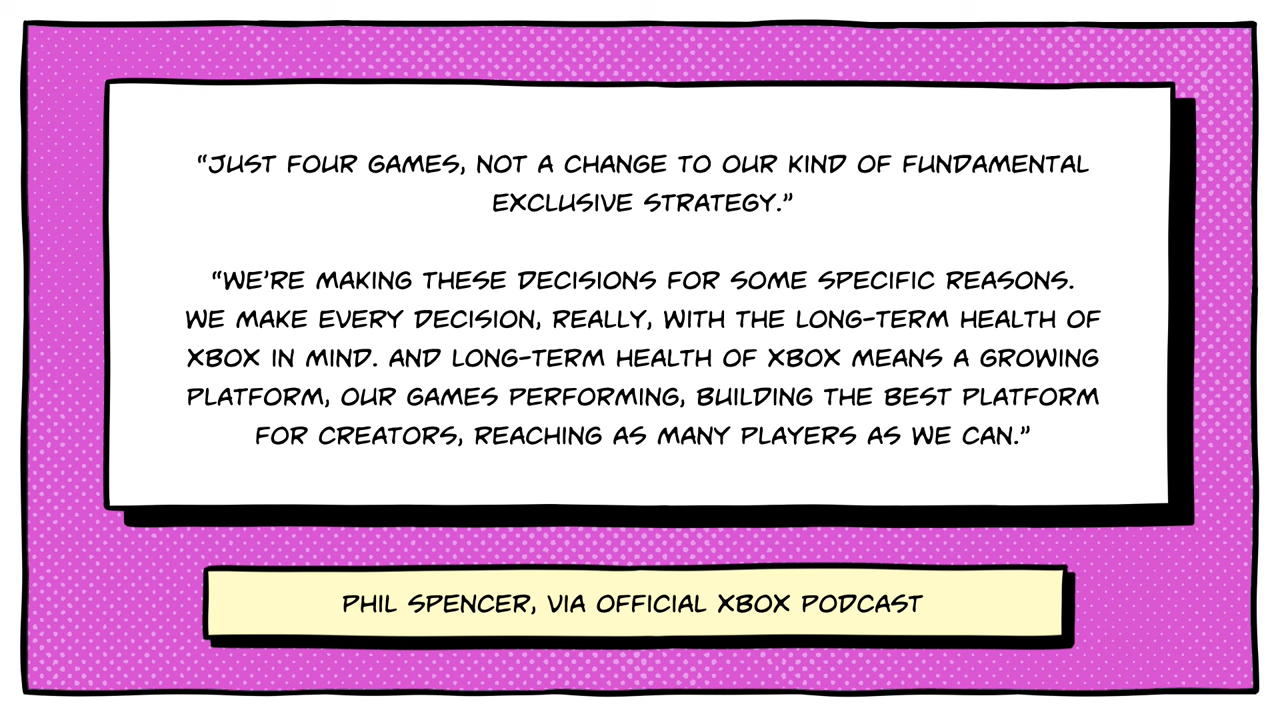 “JUST FOUR GAMES, NOT A CHANGE TO OUR KIND OF FUNDAMENTAL
EXCLUSIVE STRATEGY.”
“WE’RE MAKING THESE DECISIONS FOR SOME SPECIFIC REASONS.
WE MAKE EVERY DECISION, REALLY, WITH THE LONG-TERM HEALTH OF
XBOX IN MIND. AND LONG-TERM HEALTH OF XBOX MEANS A GROWING
PLATFORM, OUR GAMES PERFORMING, BUILDING THE BEST PLATFORM
FOR CREATORS, REACHING AS MANY PLAYERS AS WE CAN.”
PHIL SPENCER, VIA OFFICIAL XBOX PODCAST